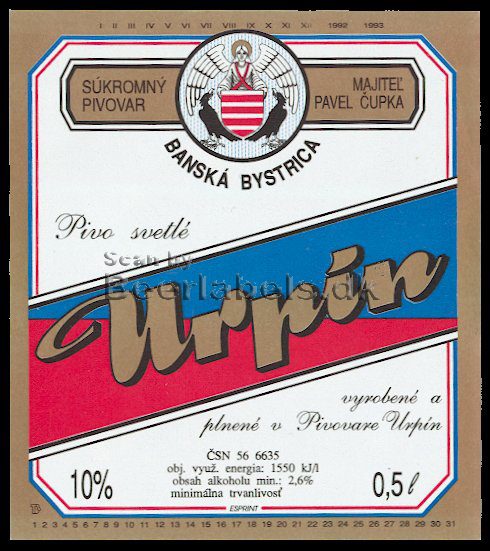 I II III IV V VI VII VIII IX X XI XII 1992 1993
SÚKROMNÝ
PIVOVAR
MAJITEĽ
PAVEL ČUPKA
BANSKÁ BYSTRICA
Pivo svetlé
Scan by
Beerlabels.dk
Urpín
vyrobené a
plnené v Pivovare Urpín
ČSN 56 6635
obj. využ. energia: 1550 kJ/l
obsah alkoholu min.: 2,6%
minimálna trvanlivosť
10%
0,5 l
ESPRINT
1 2 3 4 5 6 7 8 9 10 11 12 13 14 15 16 17 18 19 20 21 22 23 24 25 26 27 28 29 30 31